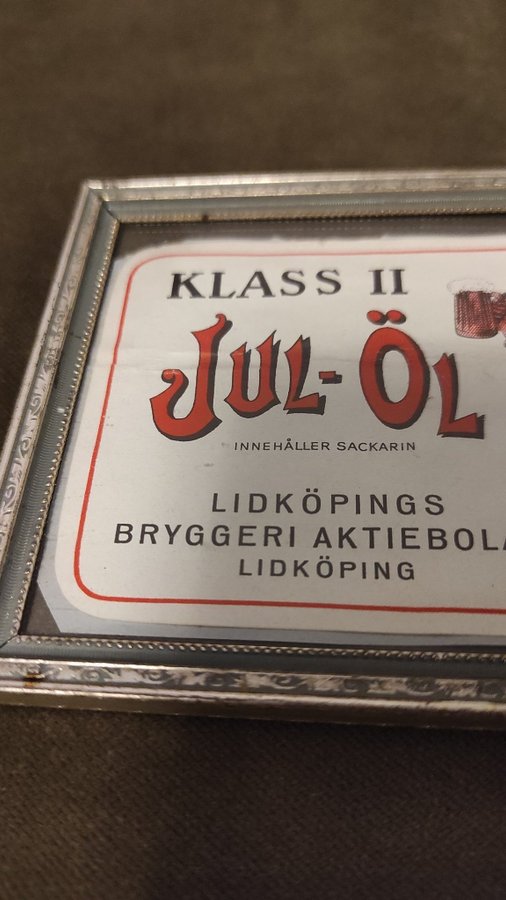 KLASS II
JUL-ÖL
INNEHÅLLER SACKARIN
LIDKÖPINGS
BRYGGERI AKTIEBOLA
LIDKÖPING